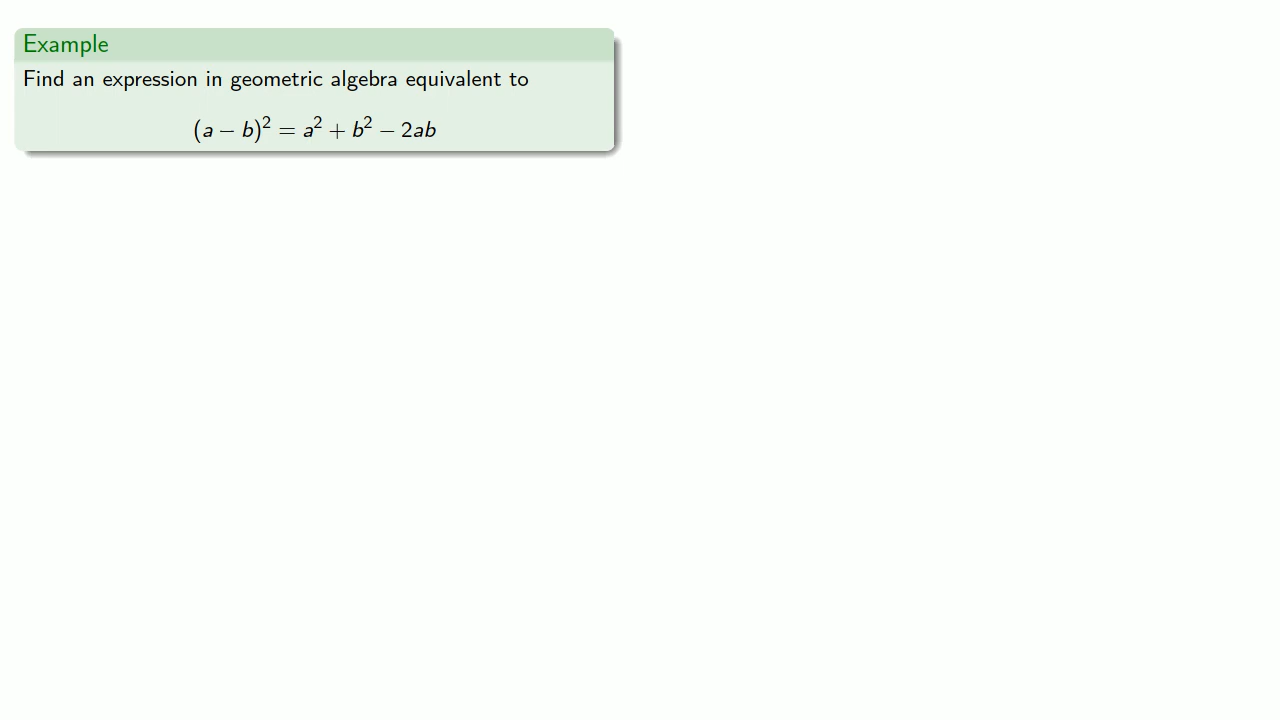 Example
Find an expression in geometric algebra equivalent to
(a − b)² = a² + b² − 2ab